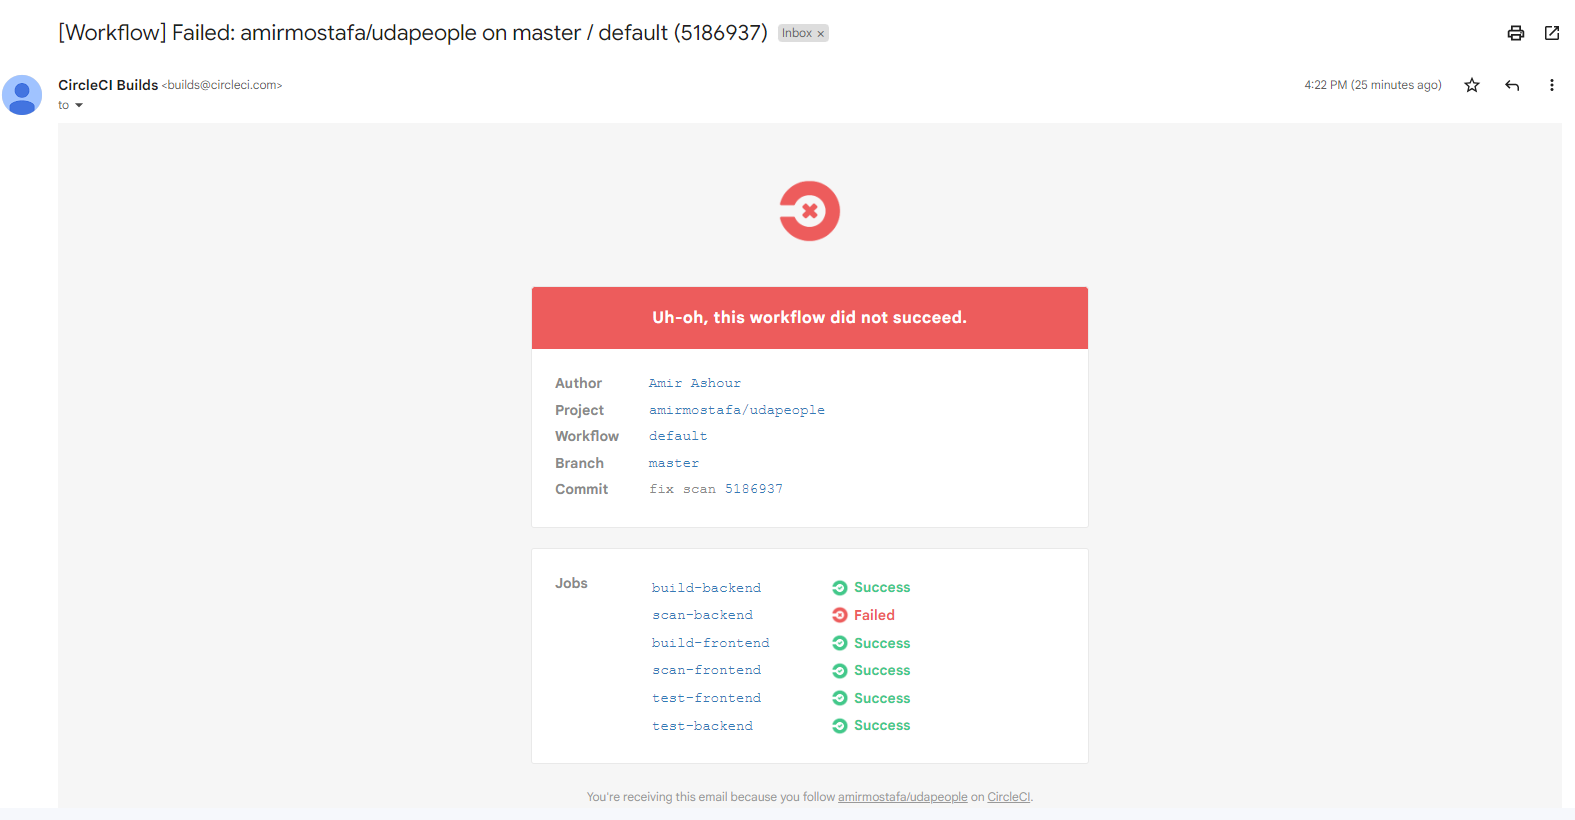 [Workflow] Failed: amirmostafa/udapeople on master / default (5186937) Inbox ×
CircleCI Builds <builds@circleci.com> 4:22 PM (25 minutes ago)
to
Uh-oh, this workflow did not succeed.
Author Amir Ashour
Project amirmostafa/udapeople
Workflow default
Branch master
Commit fix scan 5186937
Jobs build-backend Success
scan-backend Failed
build-frontend Success
scan-frontend Success
test-frontend Success
test-backend Success
You're receiving this email because you follow amirmostafa/udapeople on CircleCI.